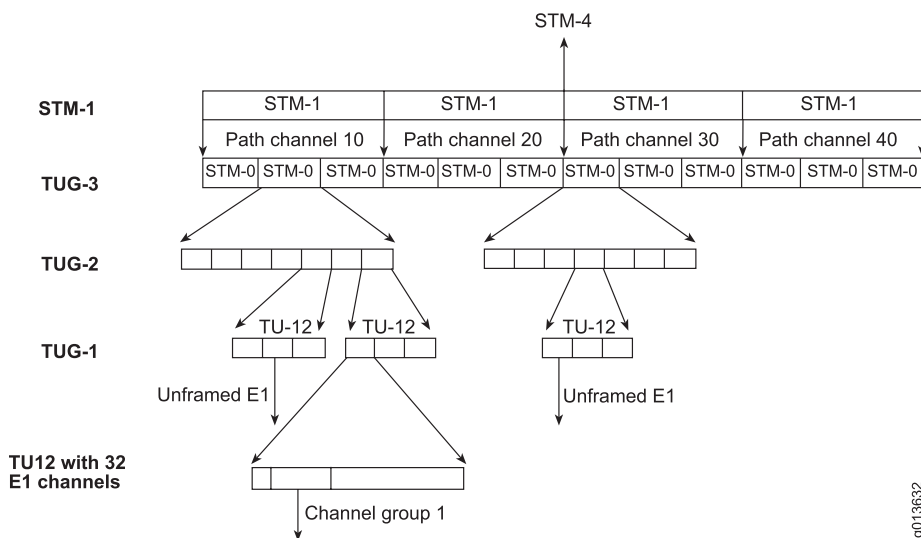 STM-4
STM-1 STM-1 STM-1 STM-1 STM-1
Path channel 10 Path channel 20 Path channel 30 Path channel 40
TUG-3 STM-0 STM-0 STM-0 STM-0 STM-0 STM-0 STM-0 STM-0 STM-0 STM-0 STM-0 STM-0
TUG-2
TUG-1 TU-12 TU-12 TU-12
Unframed E1 Unframed E1
TU12 with 32
E1 channels
Channel group 1
g013632